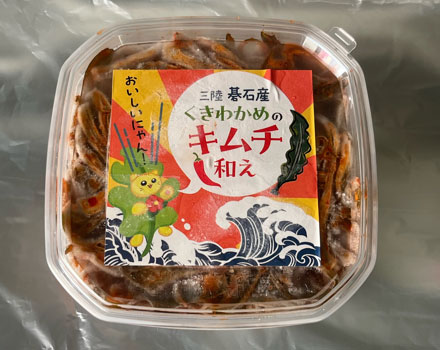 おいしいにゃん！
三陸 碁石産
くきわかめの
キムチ
和え